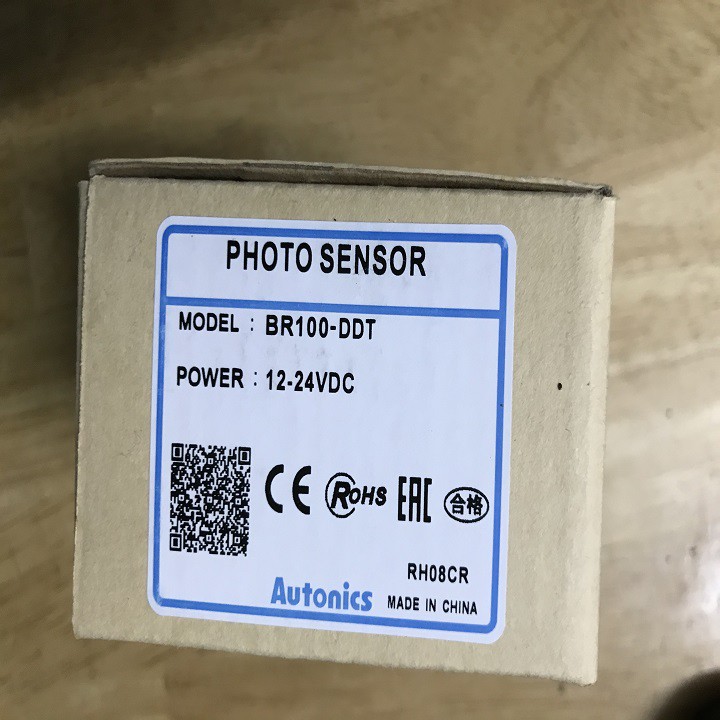 PHOTO SENSOR
MODEL : BR100-DDT
POWER : 12-24VDC
CE RoHS EAC 合格
RH08CR
Autonics MADE IN CHINA